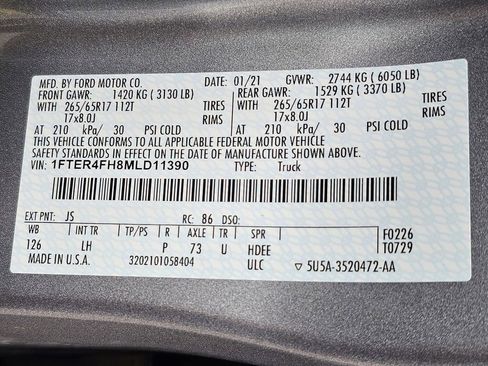 MFD. BY FORD MOTOR CO. DATE: 01/21 GVWR: 2744 KG ( 6050 LB)
FRONT GAWR: 1420 KG ( 3130 LB) REAR GAWR: 1529 KG ( 3370 LB)
WITH 265/65R17 112T TIRES WITH 265/65R17 112T TIRES
17x8.0J RIMS 17x8.0J RIMS
AT 210 kPa/ 30 PSI COLD AT 210 kPa/ 30 PSI COLD
THIS VEHICLE CONFORMS TO ALL APPLICABLE FEDERAL MOTOR VEHICLE
SAFETY STANDARDS IN EFFECT ON THE DATE OF MANUFACTURE SHOWN ABOVE.
VIN: 1FTER4FH8MLD11390 TYPE: Truck
EXT PNT: JS RC: 86 DSO:
WB INT TR TP/PS R AXLE TR SPR F0226
126 LH P 73 U HDEE T0729
MADE IN U.S.A. 3202101058404 ULC ▽ 5U5A-3520472-AA